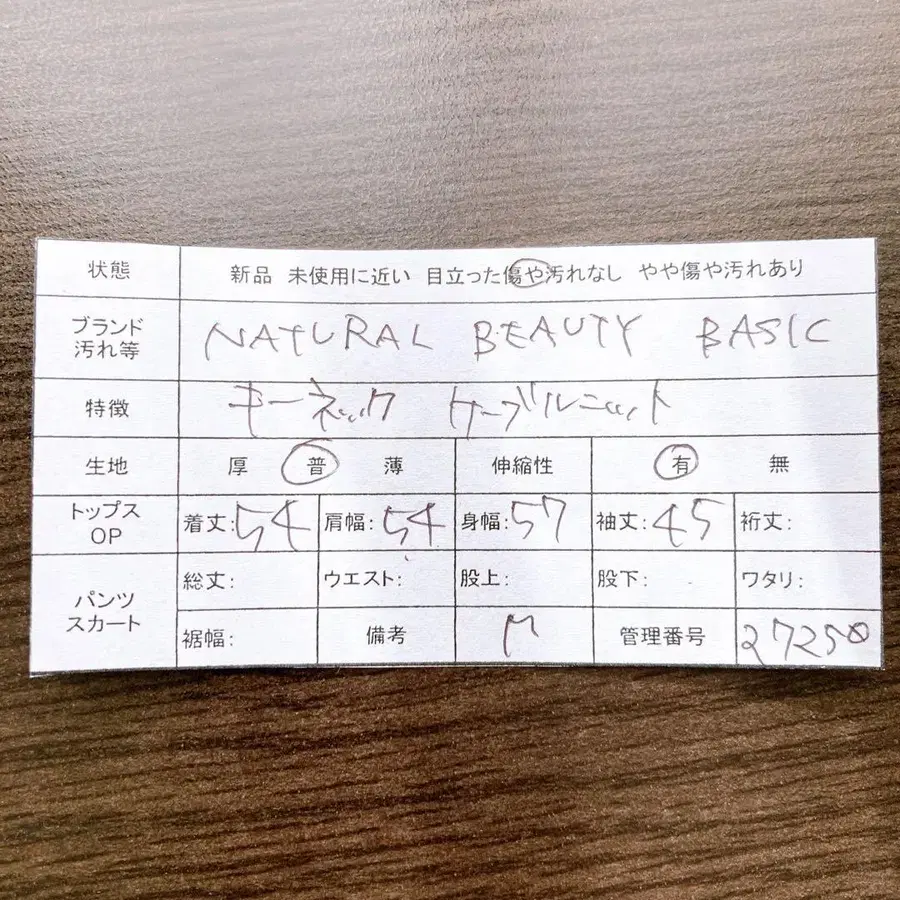 状態 新品 未使用に近い 目立った傷や汚れなし やや傷や汚れあり
ブランド
汚れ等 NATURAL BEAUTY BASIC
特徴 キーネック ケーブルニット
生地 厚 普 薄 伸縮性 有 無
トップス
OP 着丈:54 肩幅:54 身幅:57 袖丈:45 裄丈:
パンツ
スカート 総丈: ウエスト: 股上: 股下: ワタリ:
裾幅: 備考 M 管理番号 27250